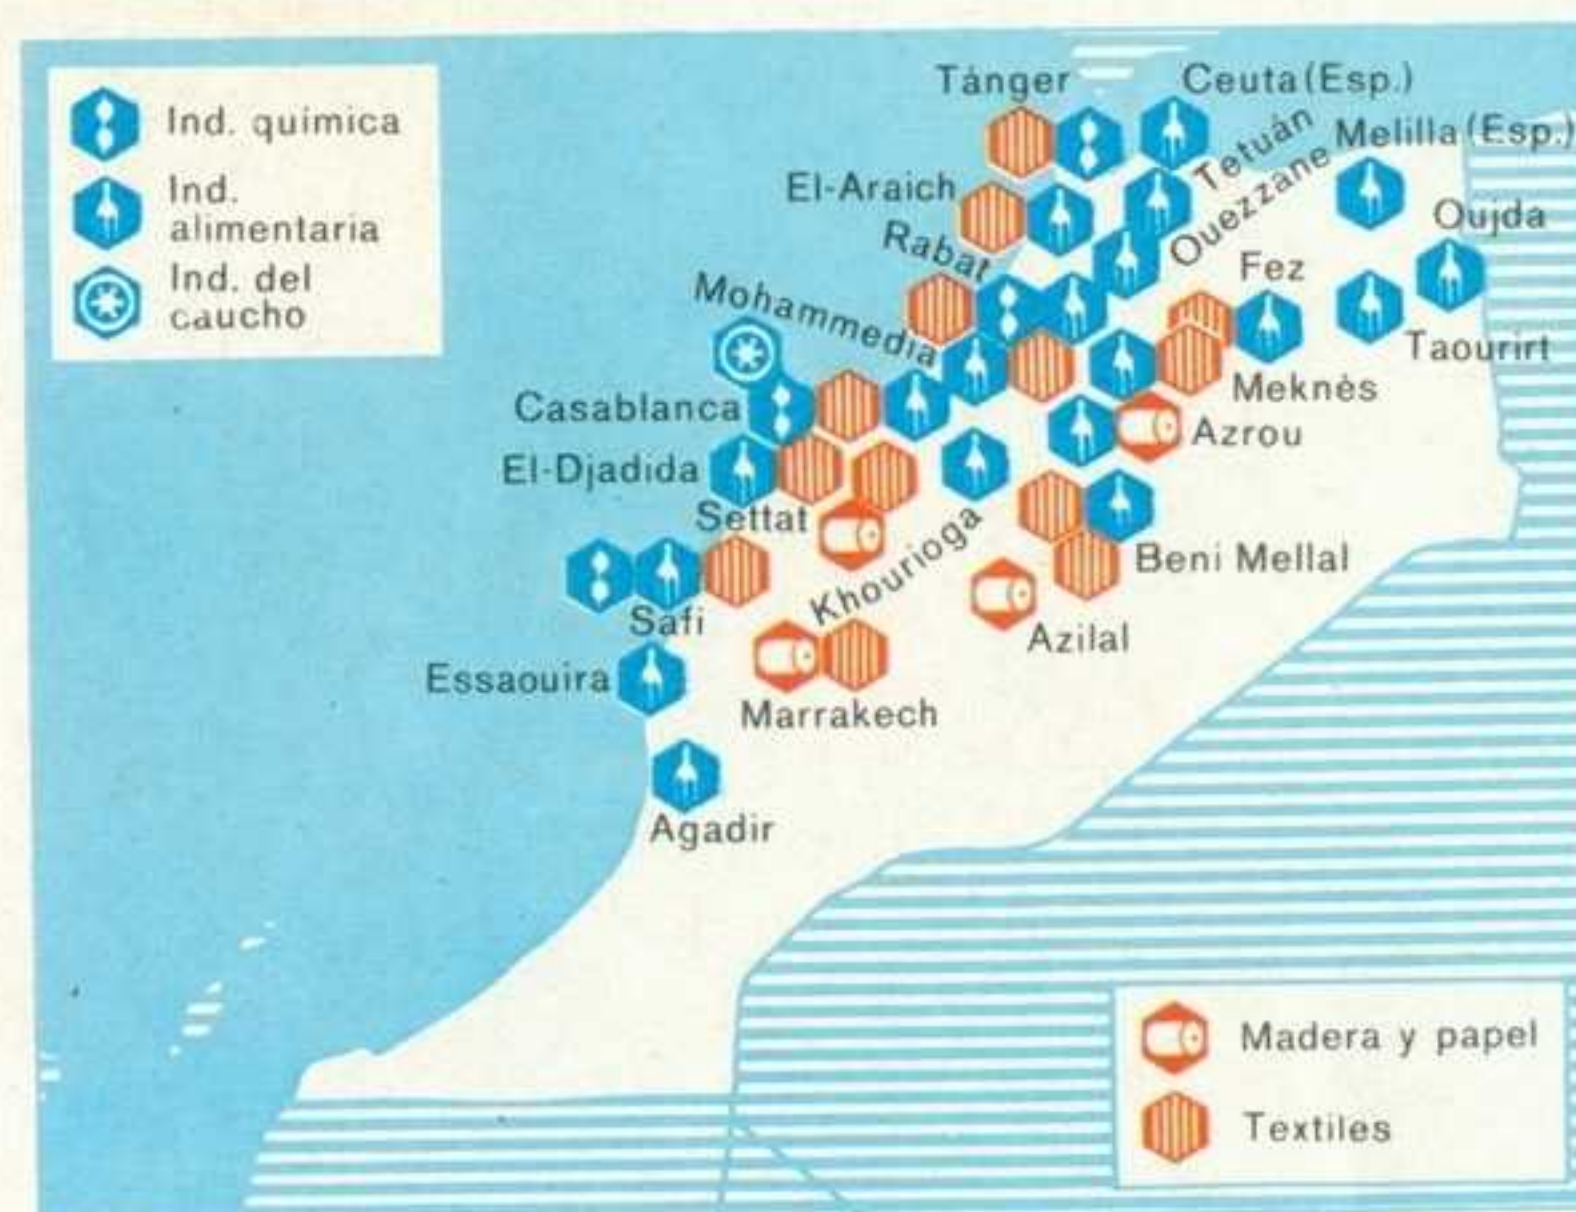 Ind. quimica
Ind.
alimentaria
Ind. del
caucho
Tánger
Ceuta (Esp.)
Tetuán
Melilla (Esp.)
El-Araich
Ouezzane
Oujda
Rabat
Fez
Mohammedia
Taourirt
Meknès
Casablanca
Azrou
El-Djadida
Settat
Khourioga
Beni Mellal
Safi
Azilal
Essaouira
Marrakech
Agadir
Madera y papel
Textiles